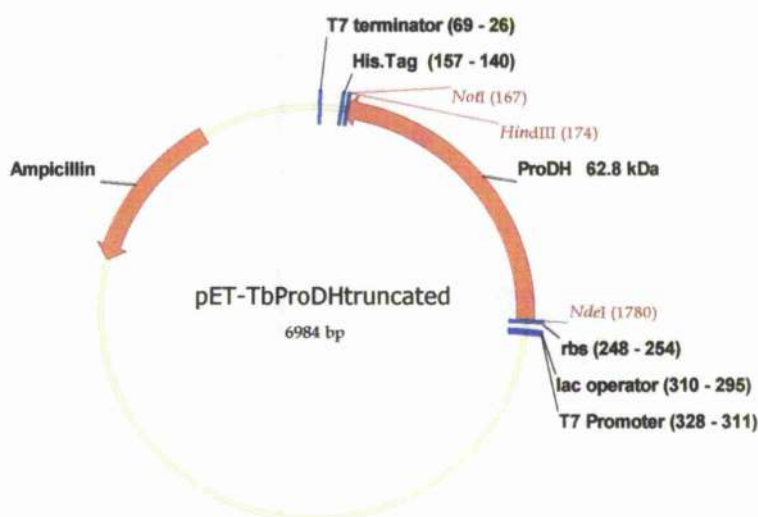 T7 terminator (69 - 26)
His.Tag (157 - 140)
NotI (167)
HindIII (174)
Ampicillin
ProDH 62.8 kDa
pET-TbProDHtruncated
6984 bp
NdeI (1780)
rbs (248 - 254)
lac operator (310 - 295)
T7 Promoter (328 - 311)